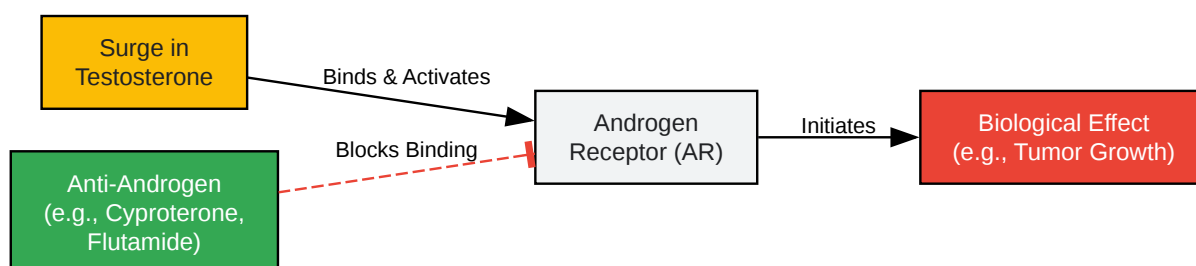 Surge in
Testosterone
Binds & Activates
Androgen
Receptor (AR)
Initiates
Biological Effect
(e.g., Tumor Growth)
Blocks Binding
Anti-Androgen
(e.g., Cyproterone,
Flutamide)